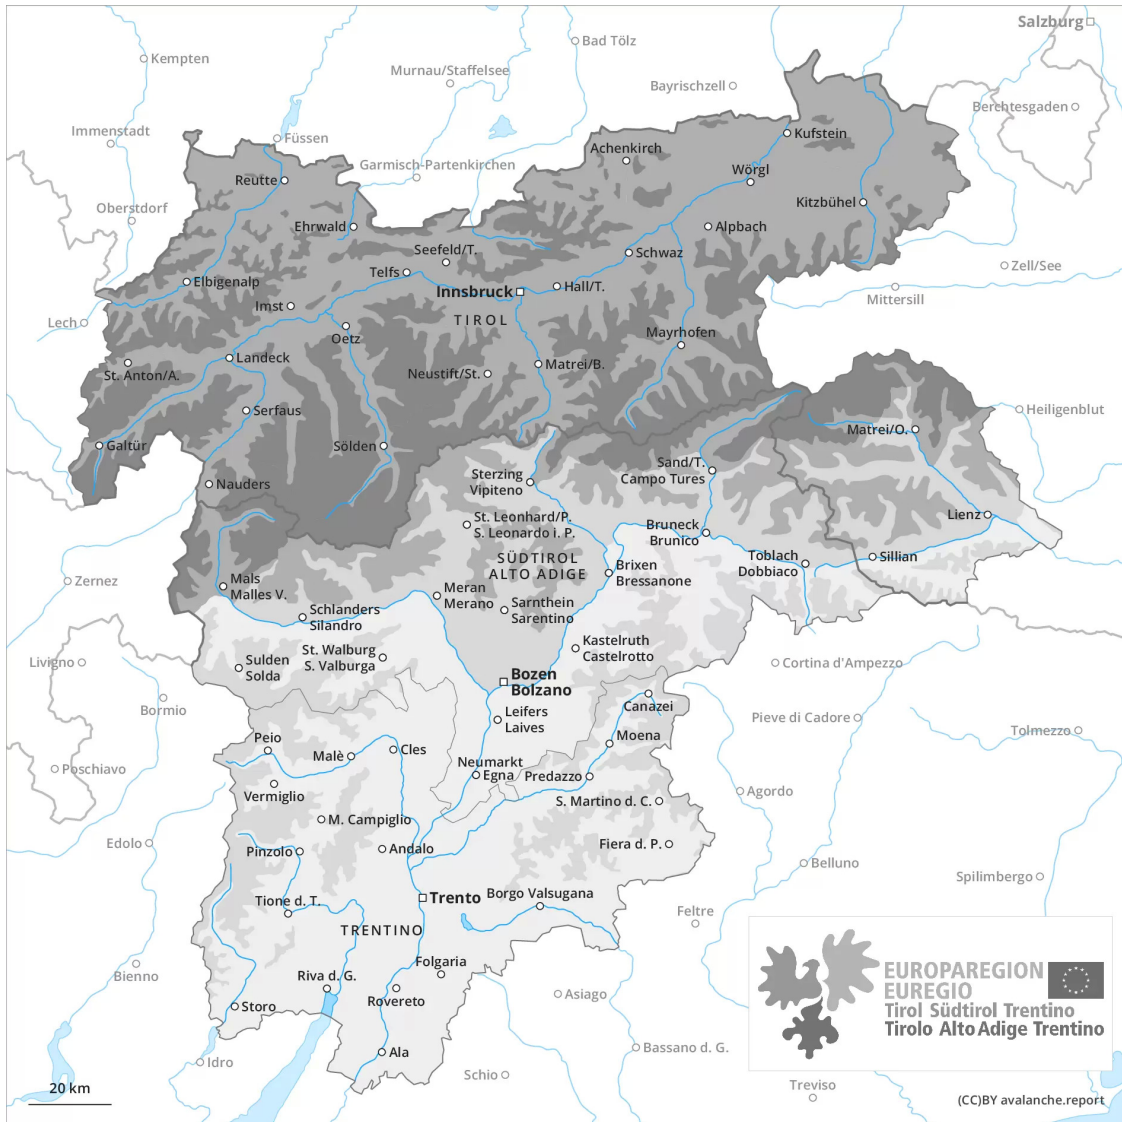 Salzburg
Bad Tölz
Kempten
Murnau/Staffelsee
Bayrischzell
Berchtesgaden
Immenstadt
Füssen
Kufstein
Achenkirch
Garmisch-Partenkirchen
Wörgl
Reutte
Oberstdorf
Kitzbühel
Ehrwald
Alpbach
Seefeld/T.
Schwaz
Telfs
Zell/See
Elbigenalp
Hall/T.
Innsbruck
Mittersill
Imst
TIROL
Lech
Oetz
Mayrhofen
Landeck
Matrei/B.
St. Anton/A.
Neustift/St.
Serfaus
Heiligenblut
Matrei/O.
Galtür
Sölden
Sand/T.
Campo Tures
Sterzing
Vipiteno
Nauders
Lienz
St. Leonhard/P.
S. Leonardo i. P.
Bruneck
Brunico
SÜDTIROL
ALTO ADIGE
Toblach
Dobbiaco
Sillian
Brixen
Bressanone
Zernez
Mals
Malles V.
Meran
Merano
Sarnthein
Sarentino
Schlanders
Silandro
Kastelruth
Castelrotto
St. Walburg
S. Valburga
Livigno
Sulden
Solda
Cortina d'Ampezzo
Bozen
Bolzano
Bormio
Canazei
Leifers
Laives
Pieve di Cadore
Tolmezzo
Peio
Moena
Cles
Malè
Neumarkt
Egna
Predazzo
Poschiavo
Vermiglio
Agordo
S. Martino d. C.
M. Campiglio
Edolo
Fiera d. P.
Pinzolo
Andalo
Belluno
Spilimbergo
Borgo Valsugana
Trento
Tione d. T.
Feltre
TRENTINO
Folgaria
Bienno
Riva d. G.
Rovereto
Asiago
Storo
EUROPAREGION
EUREGIO
Tirol Südtirol Trentino
Tirolo Alto Adige Trentino
Bassano d. G.
Ala
Idro
Schio
Treviso
20 km
(CC)BY avalanche.report